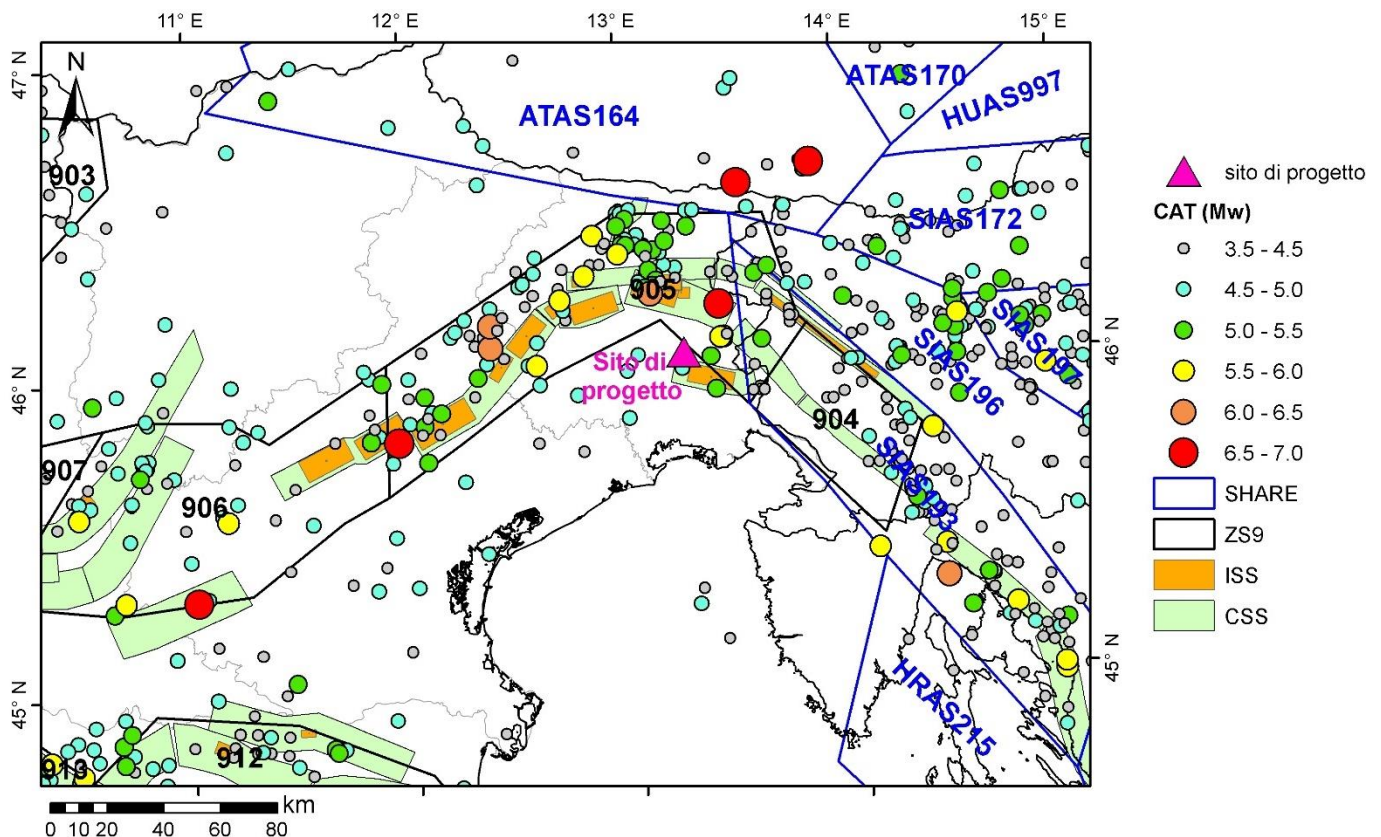 11° E 12° E 13° E 14° E 15° E
47° N
47° N
N
ATAS170
HUAS997
ATAS164
903
SIAS172
905
SIAS197
46° N
46° N
SIAS196
Sito di
progetto
904
SIAS193
907
906
HRAS215
45° N
45° N
912
913
km
0 10 20 40 60 80
sito di progetto
CAT (Mw)
3.5 - 4.5
4.5 - 5.0
5.0 - 5.5
5.5 - 6.0
6.0 - 6.5
6.5 - 7.0
SHARE
ZS9
ISS
CSS